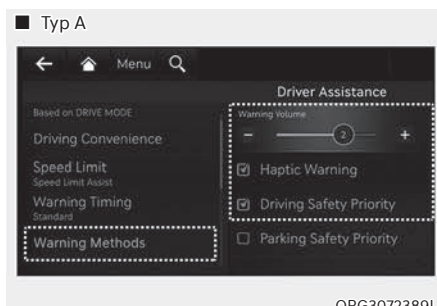 ■ Typ A
Menu
Driver Assistance
Based on DRIVE MODE
Driving Convenience
Speed Limit
Speed Limit Assist
Warning Timing
Standard
Warning Methods
Warning Volume
- 2 +
Haptic Warning
Driving Safety Priority
Parking Safety Priority